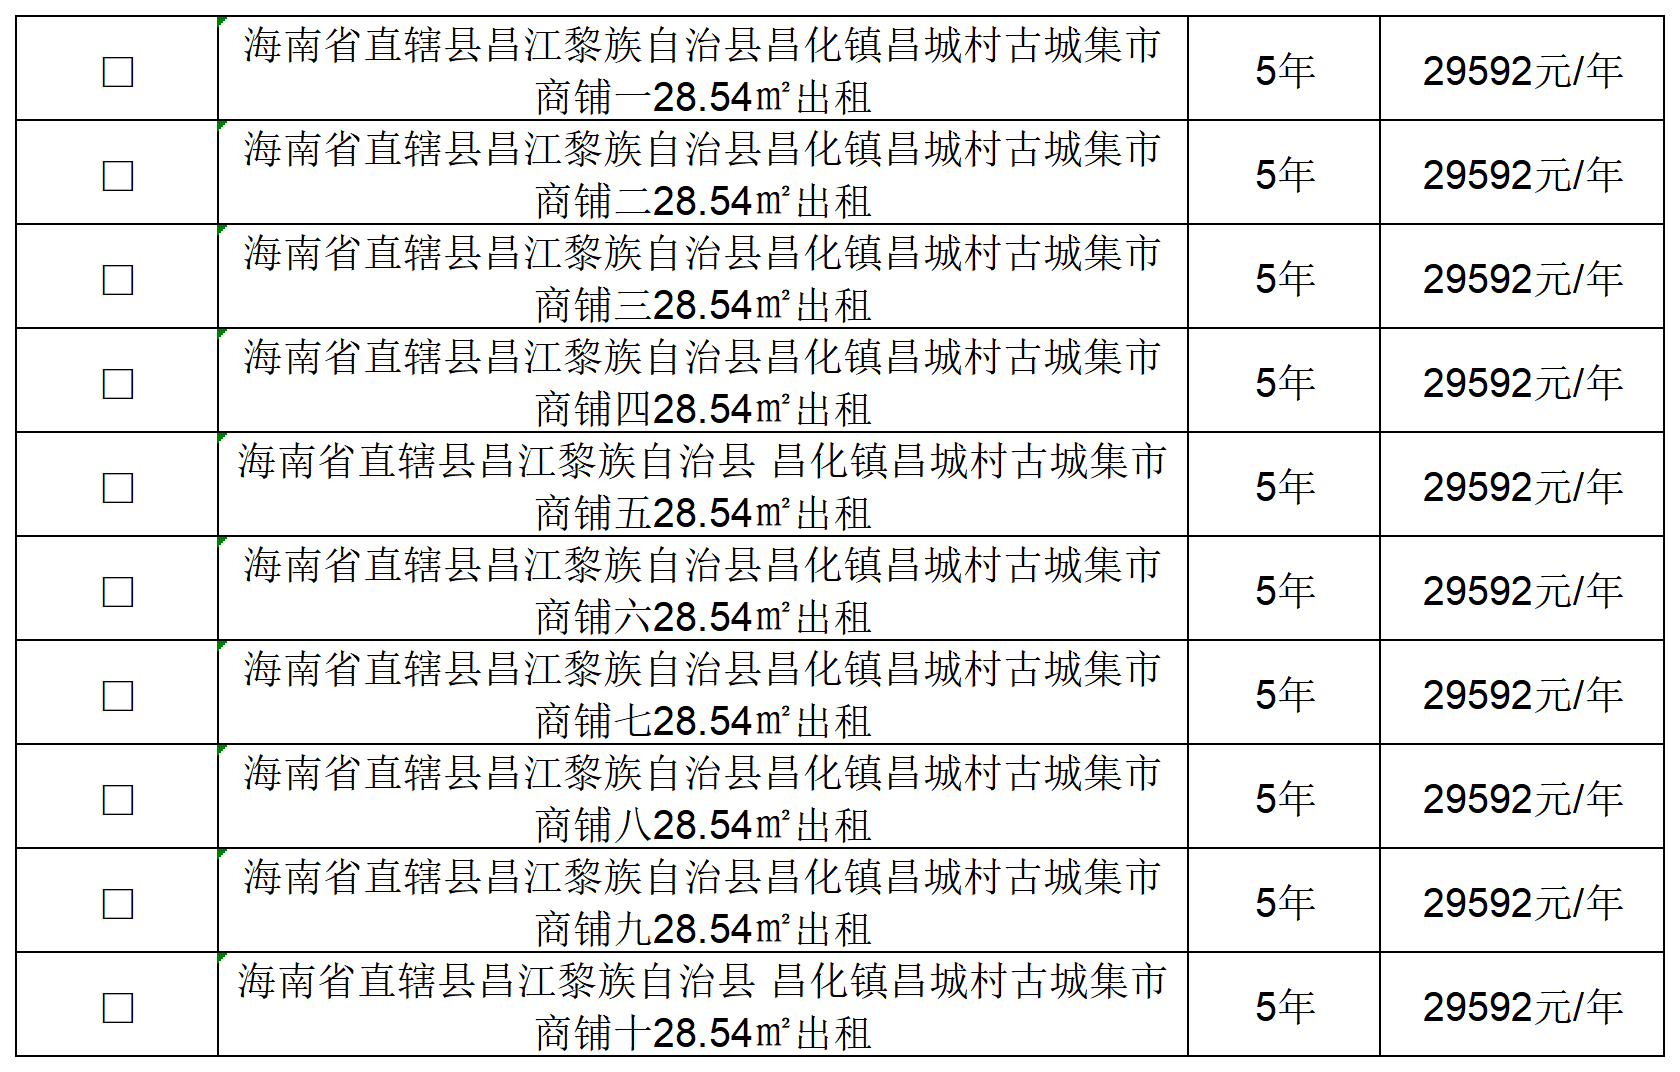 □
海南省直辖县昌江黎族自治县昌化镇昌城村古城集市
商铺一28.54㎡出租
5年
29592元/年
□
海南省直辖县昌江黎族自治县昌化镇昌城村古城集市
商铺二28.54㎡出租
5年
29592元/年
□
海南省直辖县昌江黎族自治县昌化镇昌城村古城集市
商铺三28.54㎡出租
5年
29592元/年
□
海南省直辖县昌江黎族自治县昌化镇昌城村古城集市
商铺四28.54㎡出租
5年
29592元/年
□
海南省直辖县昌江黎族自治县 昌化镇昌城村古城集市
商铺五28.54㎡出租
5年
29592元/年
□
海南省直辖县昌江黎族自治县昌化镇昌城村古城集市
商铺六28.54㎡出租
5年
29592元/年
□
海南省直辖县昌江黎族自治县昌化镇昌城村古城集市
商铺七28.54㎡出租
5年
29592元/年
□
海南省直辖县昌江黎族自治县昌化镇昌城村古城集市
商铺八28.54㎡出租
5年
29592元/年
□
海南省直辖县昌江黎族自治县昌化镇昌城村古城集市
商铺九28.54㎡出租
5年
29592元/年
□
海南省直辖县昌江黎族自治县 昌化镇昌城村古城集市
商铺十28.54㎡出租
5年
29592元/年